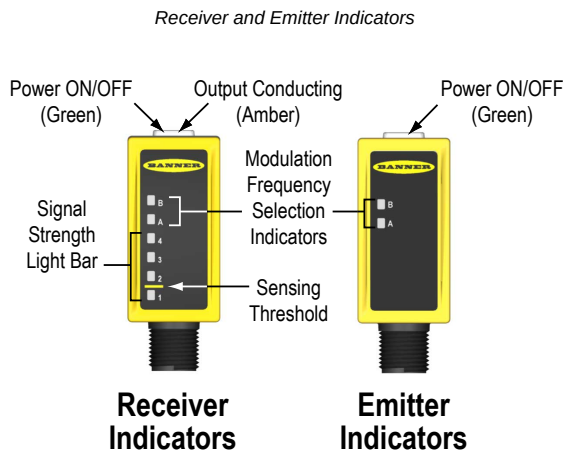 Receiver and Emitter Indicators
Power ON/OFF
(Green)
Output Conducting
(Amber)
Power ON/OFF
(Green)
BANNER
BANNER
Modulation
Frequency
Selection
Indicators
Signal
Strength
Light Bar
B
A
4
3
2
1
B
A
Sensing
Threshold
Receiver
Indicators
Emitter
Indicators